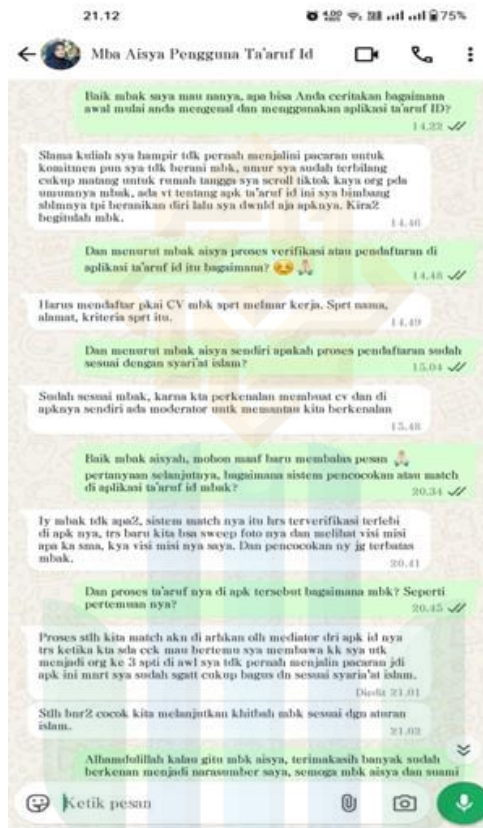 21.12
4,00 KB/S
75%
Mba Aisya Pengguna Ta'aruf Id
Baik mbak saya mau nanya, apa bisa Anda ceritakan bagaimana
awal mulai anda mengenal dan menggunakan aplikasi ta'aruf ID?
14.22
Slama kuliah sya hampir tdk pernah menjalini pacaran untuk
komitmen pun sya tdk berani mbk, umur sya sudah terbilang
cukup matang untuk rumah tangga sya scroll tiktok kaya org pda
umumnya mbak, ada vt tentang apk ta'aruf id ini sya bimbang
sblmnya tpi beranikan diri lalu sya dwnld aja apknya. Kira2
begitulah mbk.
14.46
Dan menurut mbak aisya proses verifikasi atau pendaftaran di
aplikasi ta'aruf id itu bagaimana?
14.48
Harus mendaftar pkai CV mbk sprt melmar kerja. Sprt nama,
alamat, kriteria sprt itu.
14.49
Dan menurut mbak aisya sendiri apakah proses pendaftaran sudah
sesuai dengan syari'at islam?
15.04
Sudah sesuai mbak, karna kta perkenalan membuat cv dan di
apknya sendiri ada moderator untk memantau kita berkenalan
15.48
Baik mbak aisyah, mohon maaf baru membalas pesan
pertanyaan selanjutnya, bagaimana sistem pencocokan atau match
di aplikasi ta'aruf id mbak?
20.34
Iy mbak tdk apa2, sistem match nya itu hrs terverifikasi terlebi
di apk nya, trs baru kita bsa sweep foto nya dan melihat visi misi
apa ka sma, kya visi misi nya saya. Dan pencocokan ny jg terbatas
mbak.
20.41
Dan proses ta'aruf nya di apk tersebut bagaimana mbk? Seperti
pertemuan nya?
20.45
Proses stlh kita match aku di arhkan olh mediator dri apk id nya
trs ketika kta sda cck mau bertemu sya membawa kk sya utk
menjadi org ke 3 spti di awl sya tdk pernah menjalin pacaran jdi
apk ini mnrt sya sudah sgatt cukup bagus dn sesuai syaria'at islam.
Diedit 21.01
Stlh bnr2 cocok kita melanjutkan khitbah mbk sesuai dgn aturan
islam.
21.03
Alhamdulillah kalau gitu mbk aisya, terimakasih banyak sudah
berkenan menjadi narasumber saya, semoga mbk aisya dan suami
Ketik pesan